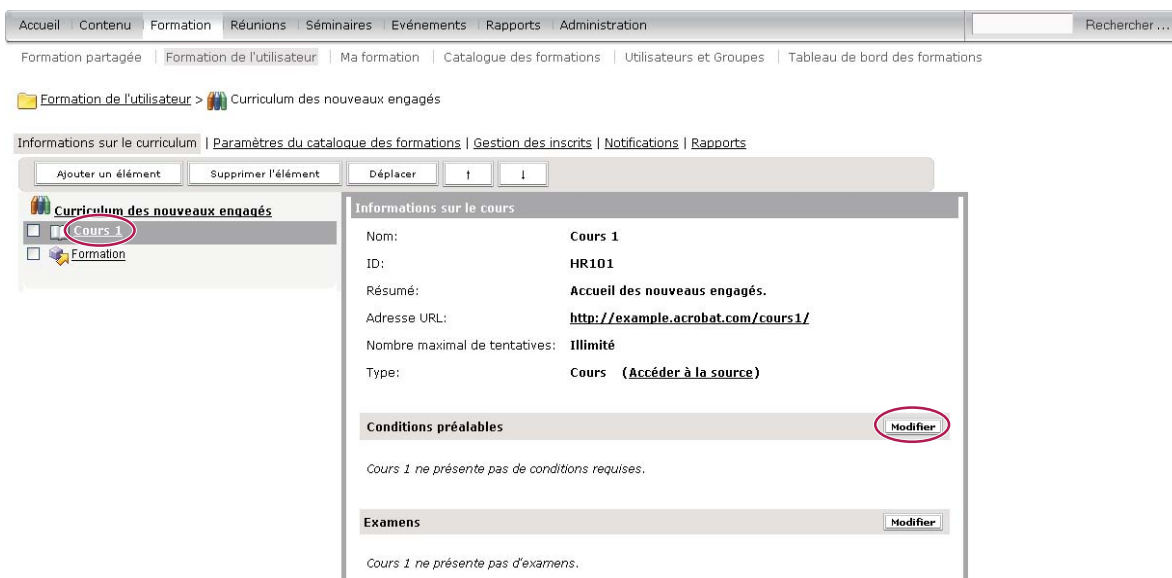 Accueil Contenu Formation Réunions Séminaires Evénements Rapports Administration Rechercher ...
Formation partagée | Formation de l'utilisateur | Ma formation | Catalogue des formations | Utilisateurs et Groupes | Tableau de bord des formations
Formation de l'utilisateur > Curriculum des nouveaux engagés
Informations sur le curriculum | Paramètres du catalogue des formations | Gestion des inscrits | Notifications | Rapports
Ajouter un élément Supprimer l'élément Déplacer ↑ ↓
Curriculum des nouveaux engagés
Cours 1
Formation
Informations sur le cours
Nom: Cours 1
ID: HR101
Résumé: Accueil des nouveaus engagés.
Adresse URL: http://example.acrobat.com/cours1/
Nombre maximal de tentatives: Illimité
Type: Cours (Accéder à la source)
Conditions préalables Modifier
Cours 1 ne présente pas de conditions requises.
Examens Modifier
Cours 1 ne présente pas d'examens.